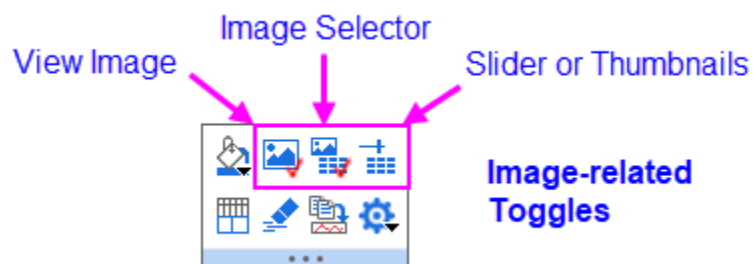 Image Selector
View Image
Slider or Thumbnails
Image-related
Toggles